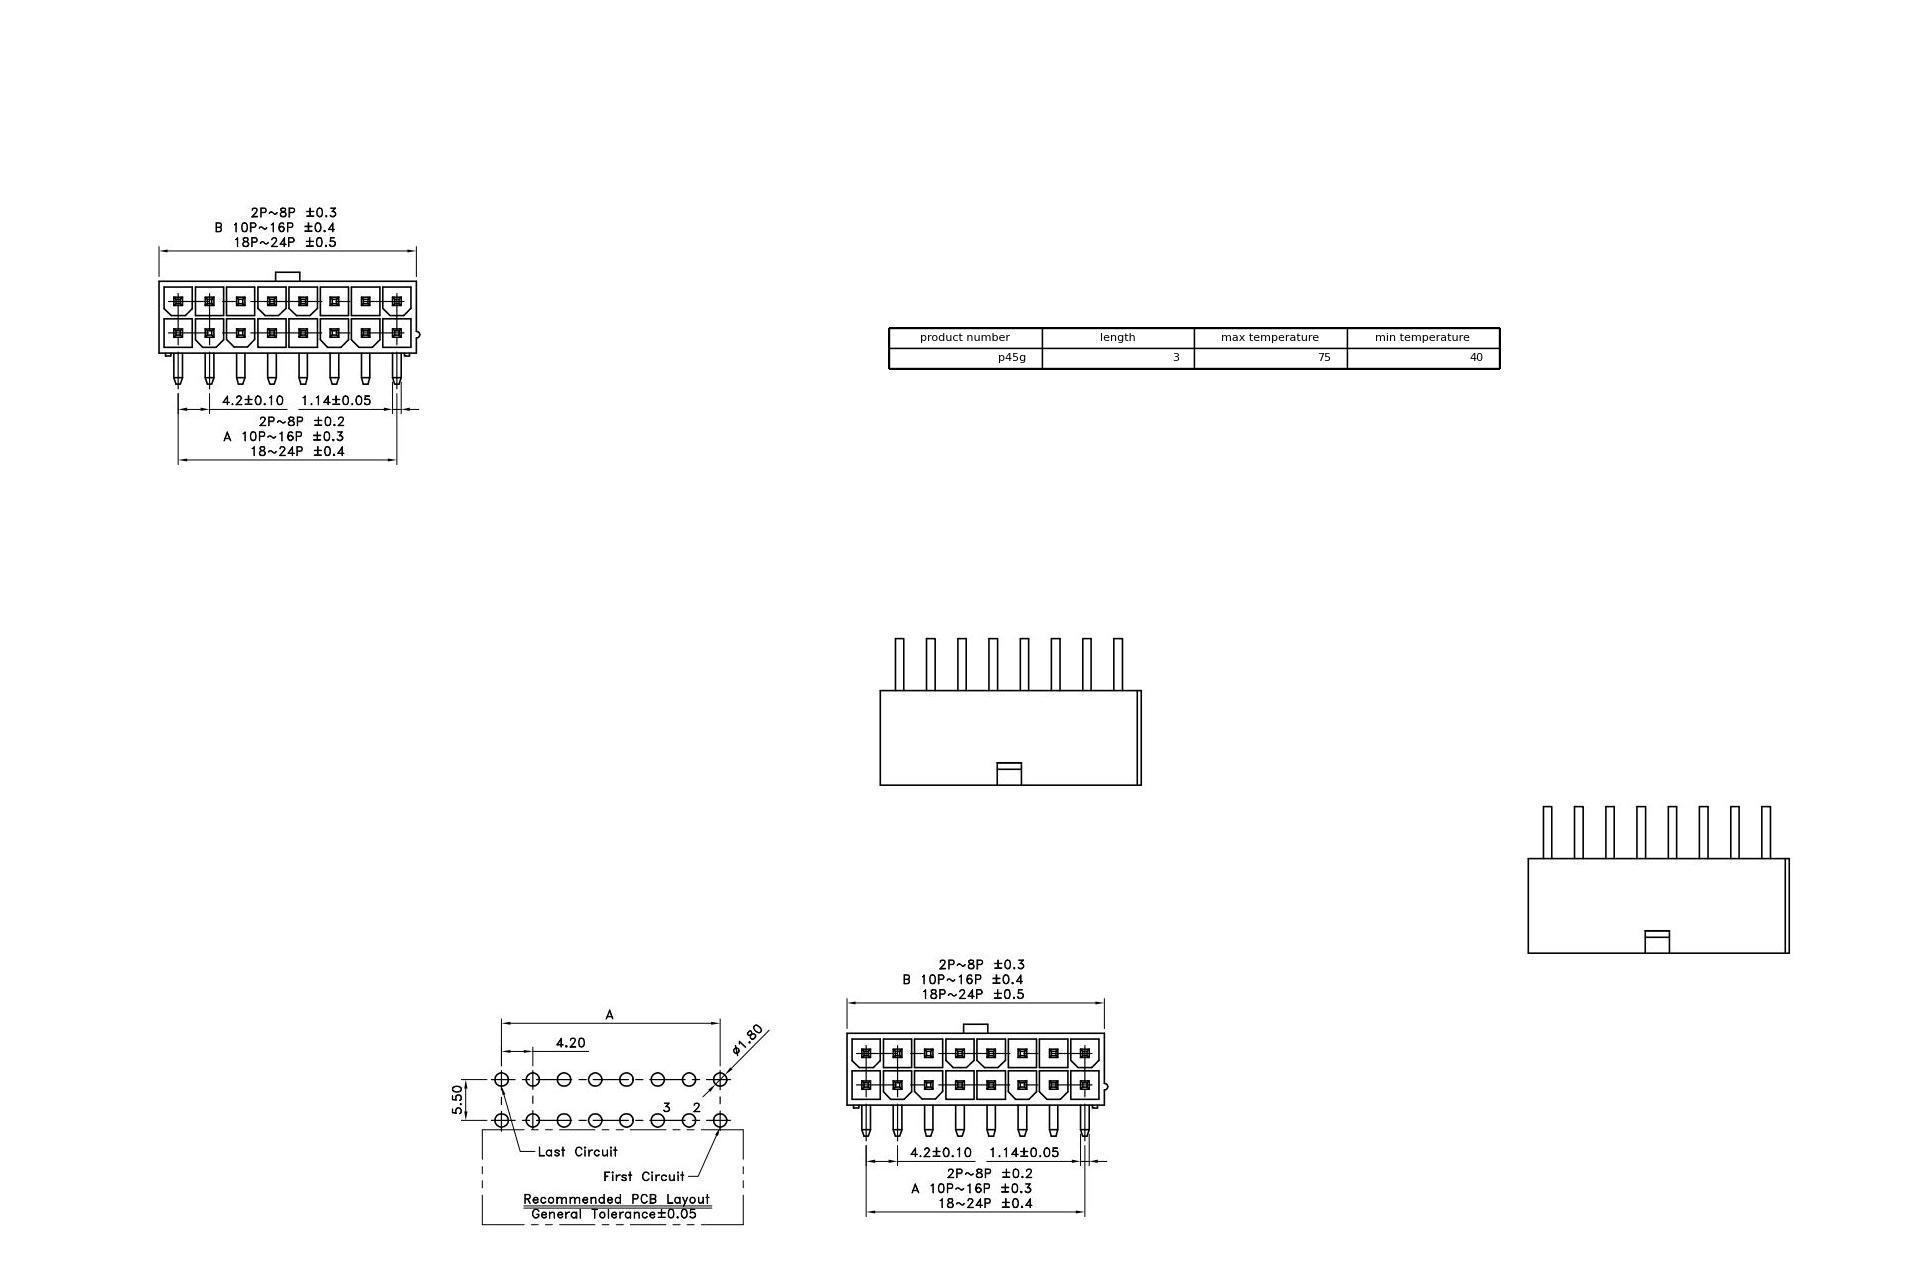 2P~8P ±0.3
B 10P~16P ±0.4
18P~24P ±0.5
4.2±0.10 1.14±0.05
2P~8P ±0.2
A 10P~16P ±0.3
18~24P ±0.4
product number length max temperature min temperature
p45g 3 75 40
A
4.20
ø1.80
5.50
3 2
Last Circuit
First Circuit
Recommended PCB Layout
General Tolerance±0.05
2P~8P ±0.3
B 10P~16P ±0.4
18P~24P ±0.5
4.2±0.10 1.14±0.05
2P~8P ±0.2
A 10P~16P ±0.3
18~24P ±0.4